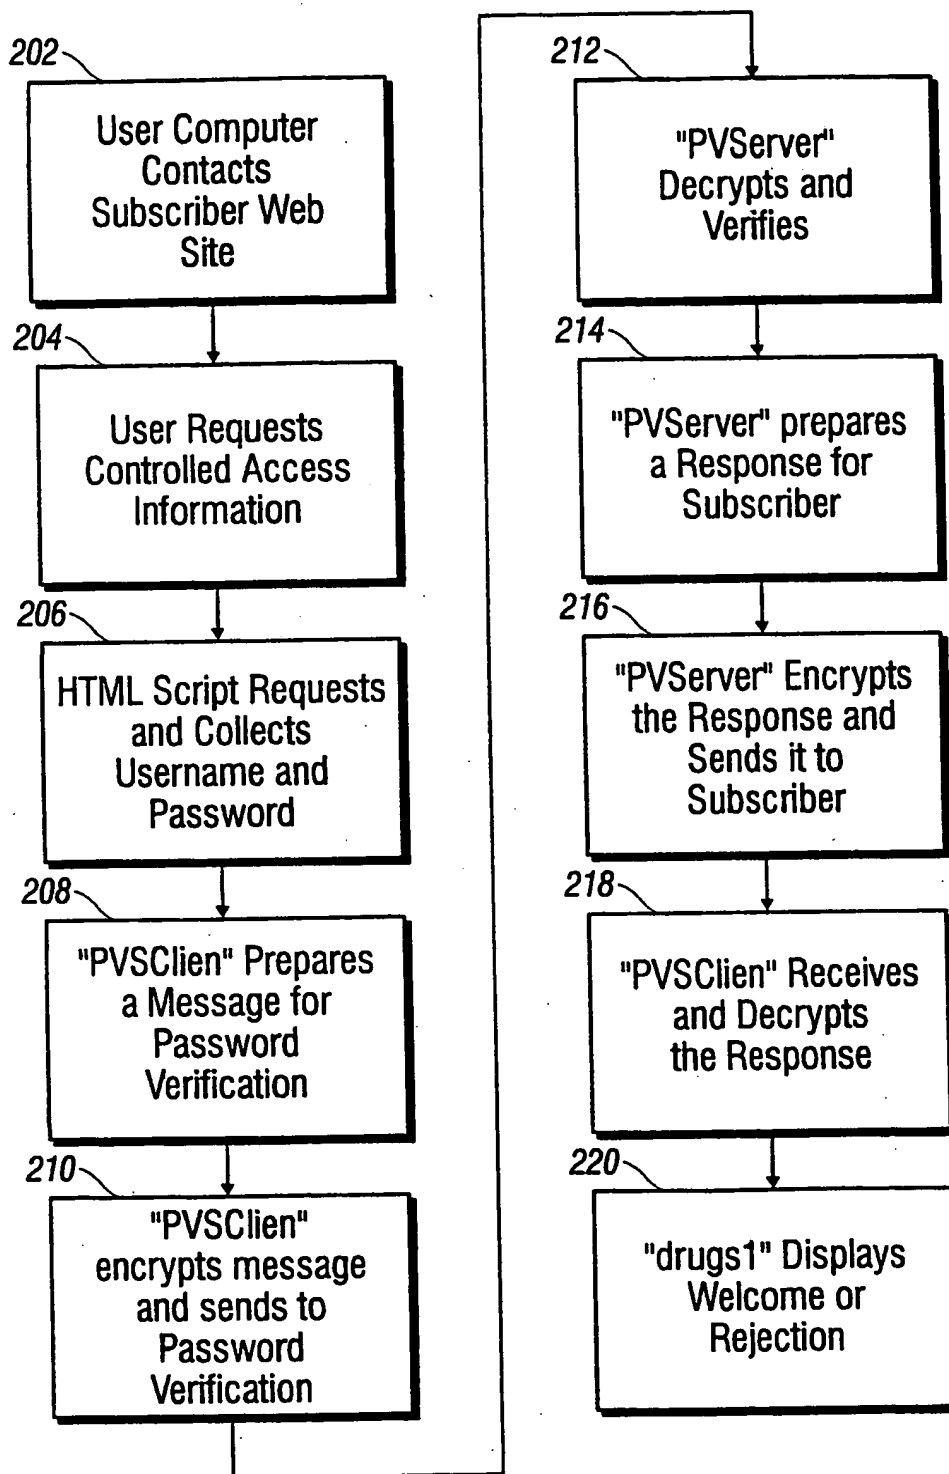 202
User Computer
Contacts
Subscriber Web
Site
204
User Requests
Controlled Access
Information
206
HTML Script Requests
and Collects
Username and
Password
208
"PVSClien" Prepares
a Message for
Password
Verification
210
"PVSClien"
encrypts message
and sends to
Password
Verification
212
"PVServer"
Decrypts and
Verifies
214
"PVServer" prepares
a Response for
Subscriber
216
"PVServer" Encrypts
the Response and
Sends it to
Subscriber
218
"PVSClien" Receives
and Decrypts
the Response
220
"drugs1" Displays
Welcome or
Rejection